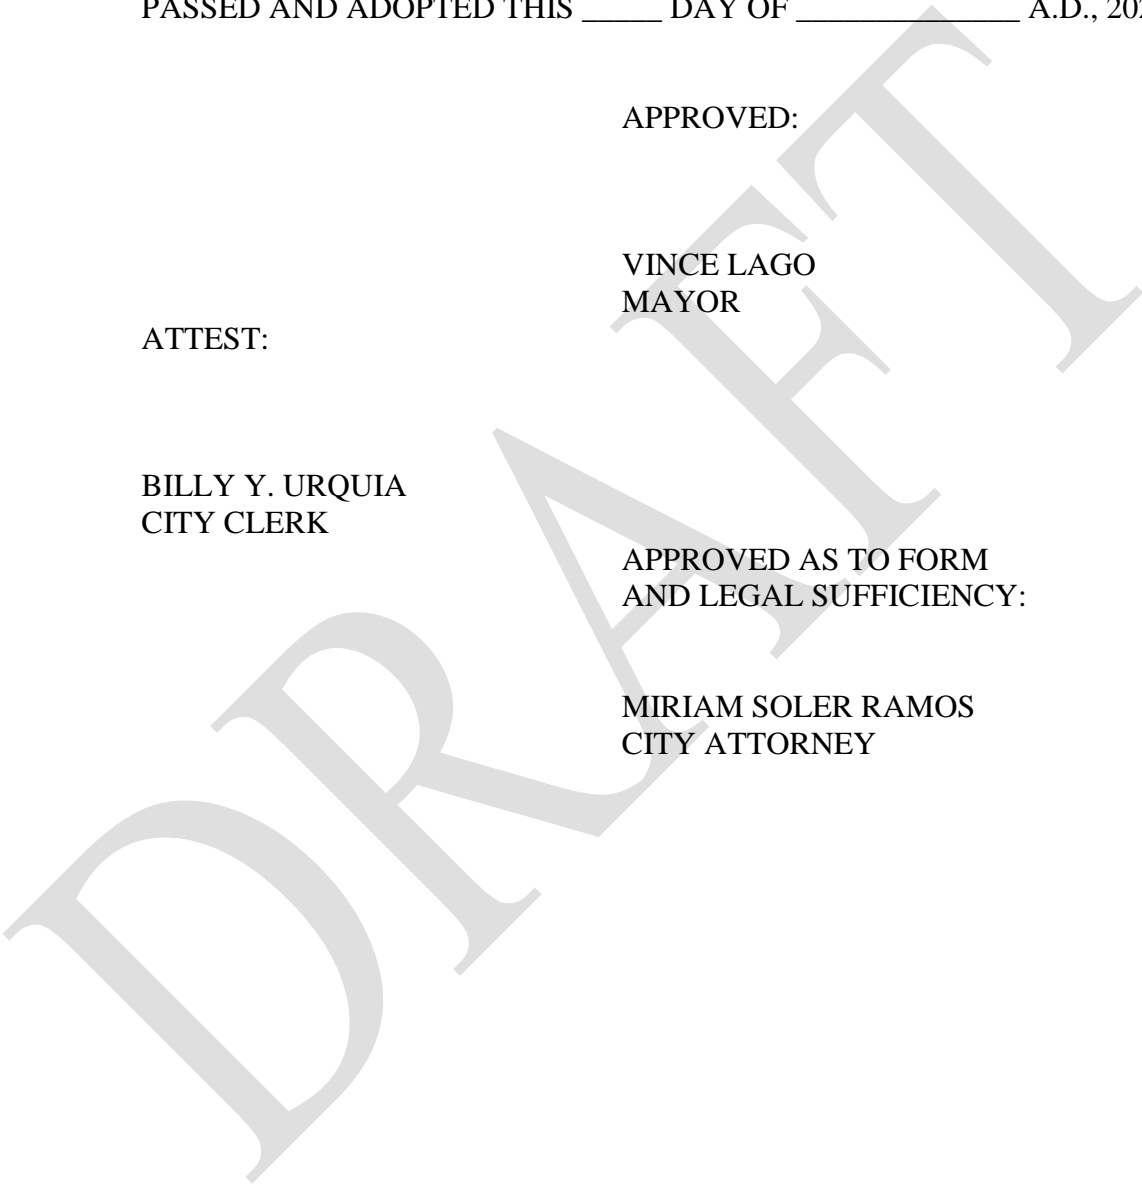 PASSED AND ADOPTED THIS _____ DAY OF ______________ A.D.,
APPROVED:
VINCE LAGO
MAYOR
ATTEST:
BILLY Y. URQUIA
CITY CLERK
APPROVED AS TO FORM
AND LEGAL SUFFICIENCY:
MIRIAM SOLER RAMOS
CITY ATTORNEY
DRAFT